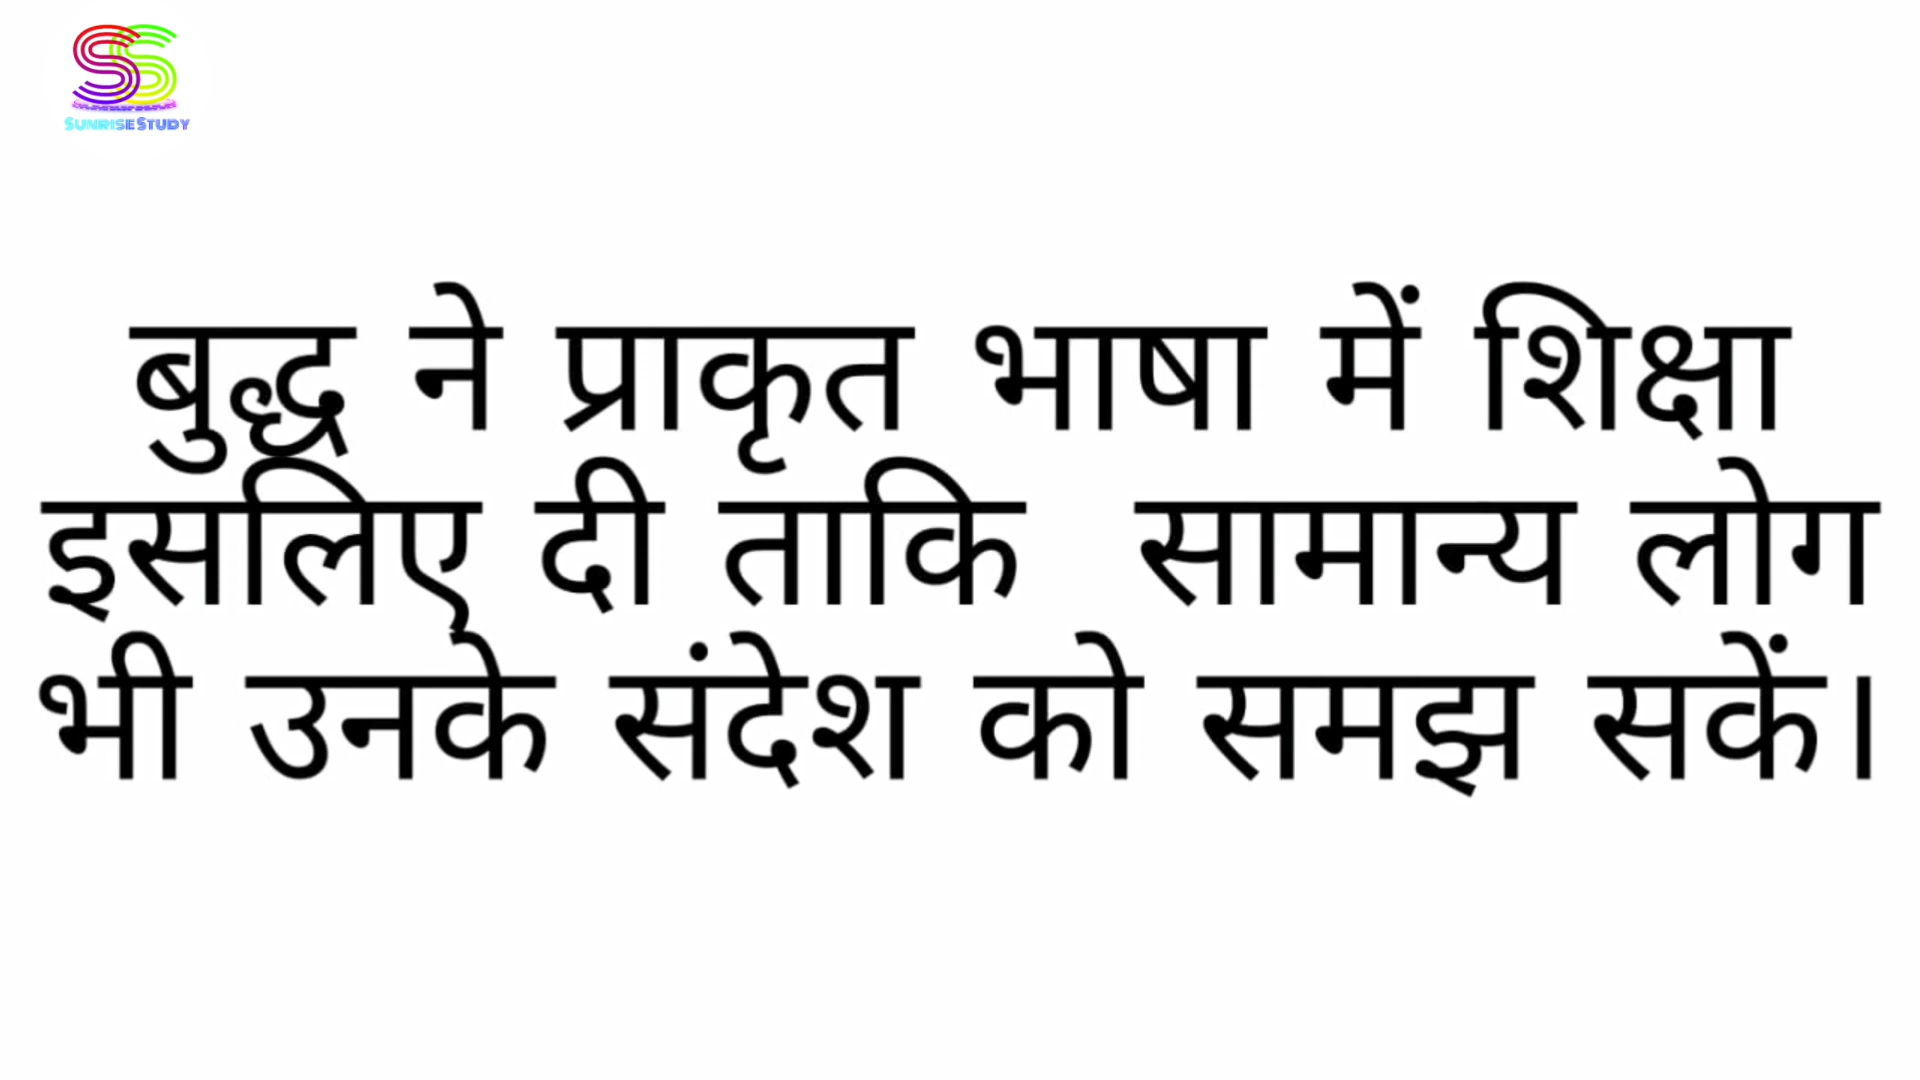 SUNRISESTUDY
बुद्ध ने प्राकृत भाषा में शिक्षा
इसलिए दी ताकि  सामान्य लोग
भी उनके संदेश को समझ सकें।